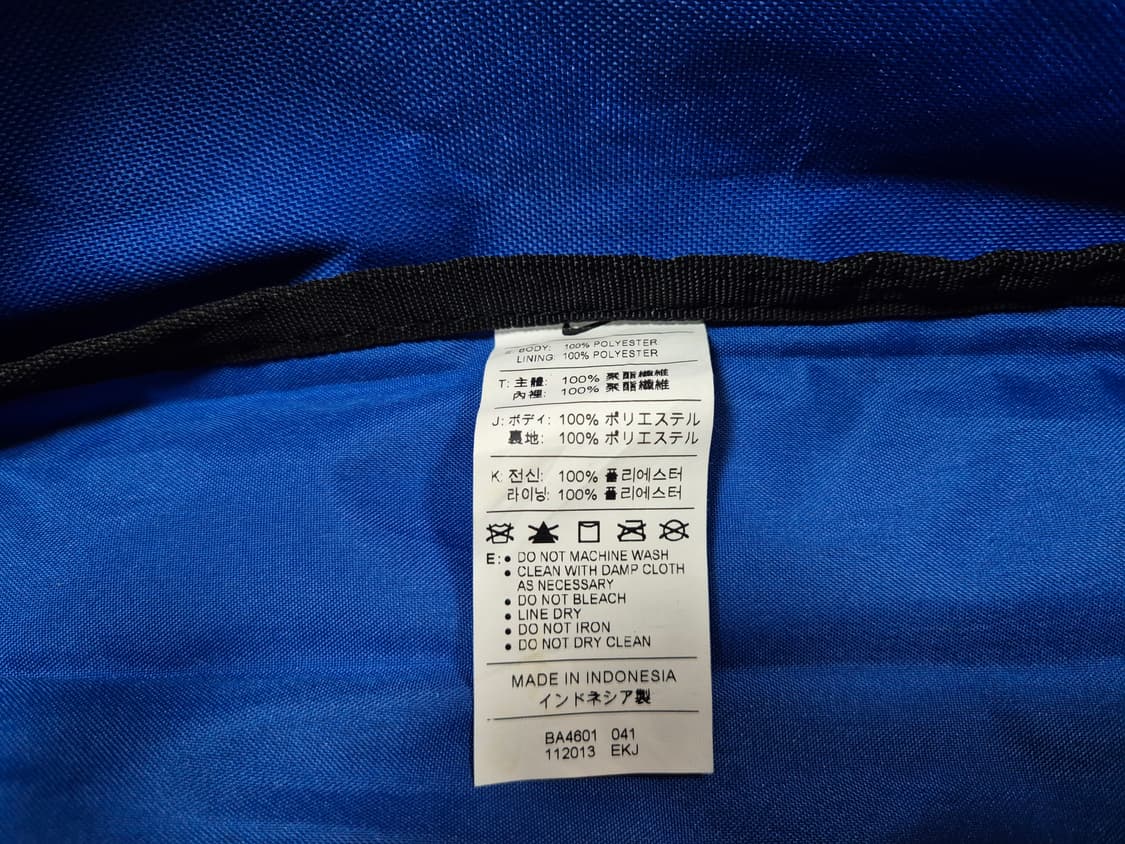 E: BODY: 100% POLYESTER
LINING: 100% POLYESTER
T: 主體: 100% 聚酯纖維
內裡: 100% 聚酯纖維
J: ボディ: 100% ポリエステル
裏地: 100% ポリエステル
K: 전신: 100% 폴리에스터
라이닝: 100% 폴리에스터
E: • DO NOT MACHINE WASH
• CLEAN WITH DAMP CLOTH
AS NECESSARY
• DO NOT BLEACH
• LINE DRY
• DO NOT IRON
• DO NOT DRY CLEAN
MADE IN INDONESIA
インドネシア製
BA4601 041
112013 EKJ